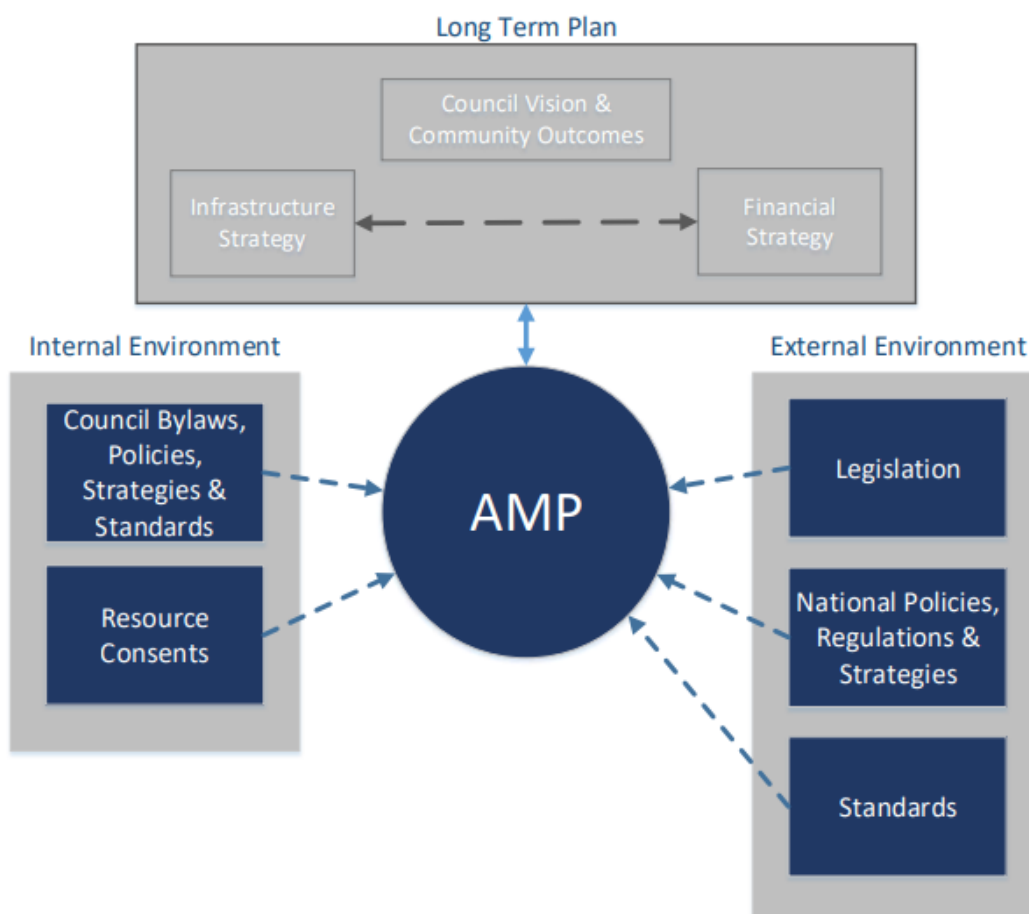 Long Term Plan
Council Vision &
Community Outcomes
Infrastructure
Strategy
Financial
Strategy
Internal Environment
Council Bylaws,
Policies,
Strategies &
Standards
Resource
Consents
AMP
External Environment
Legislation
National Policies,
Regulations &
Strategies
Standards